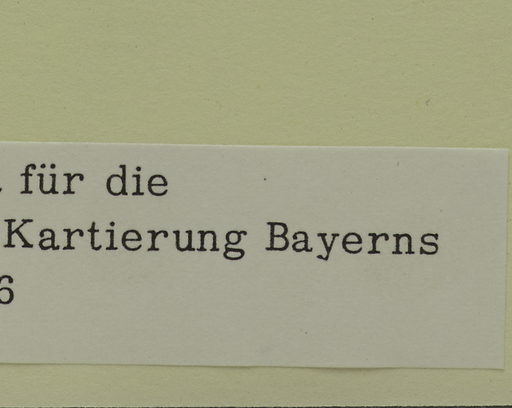 für die
Kartierung Bayerns
6